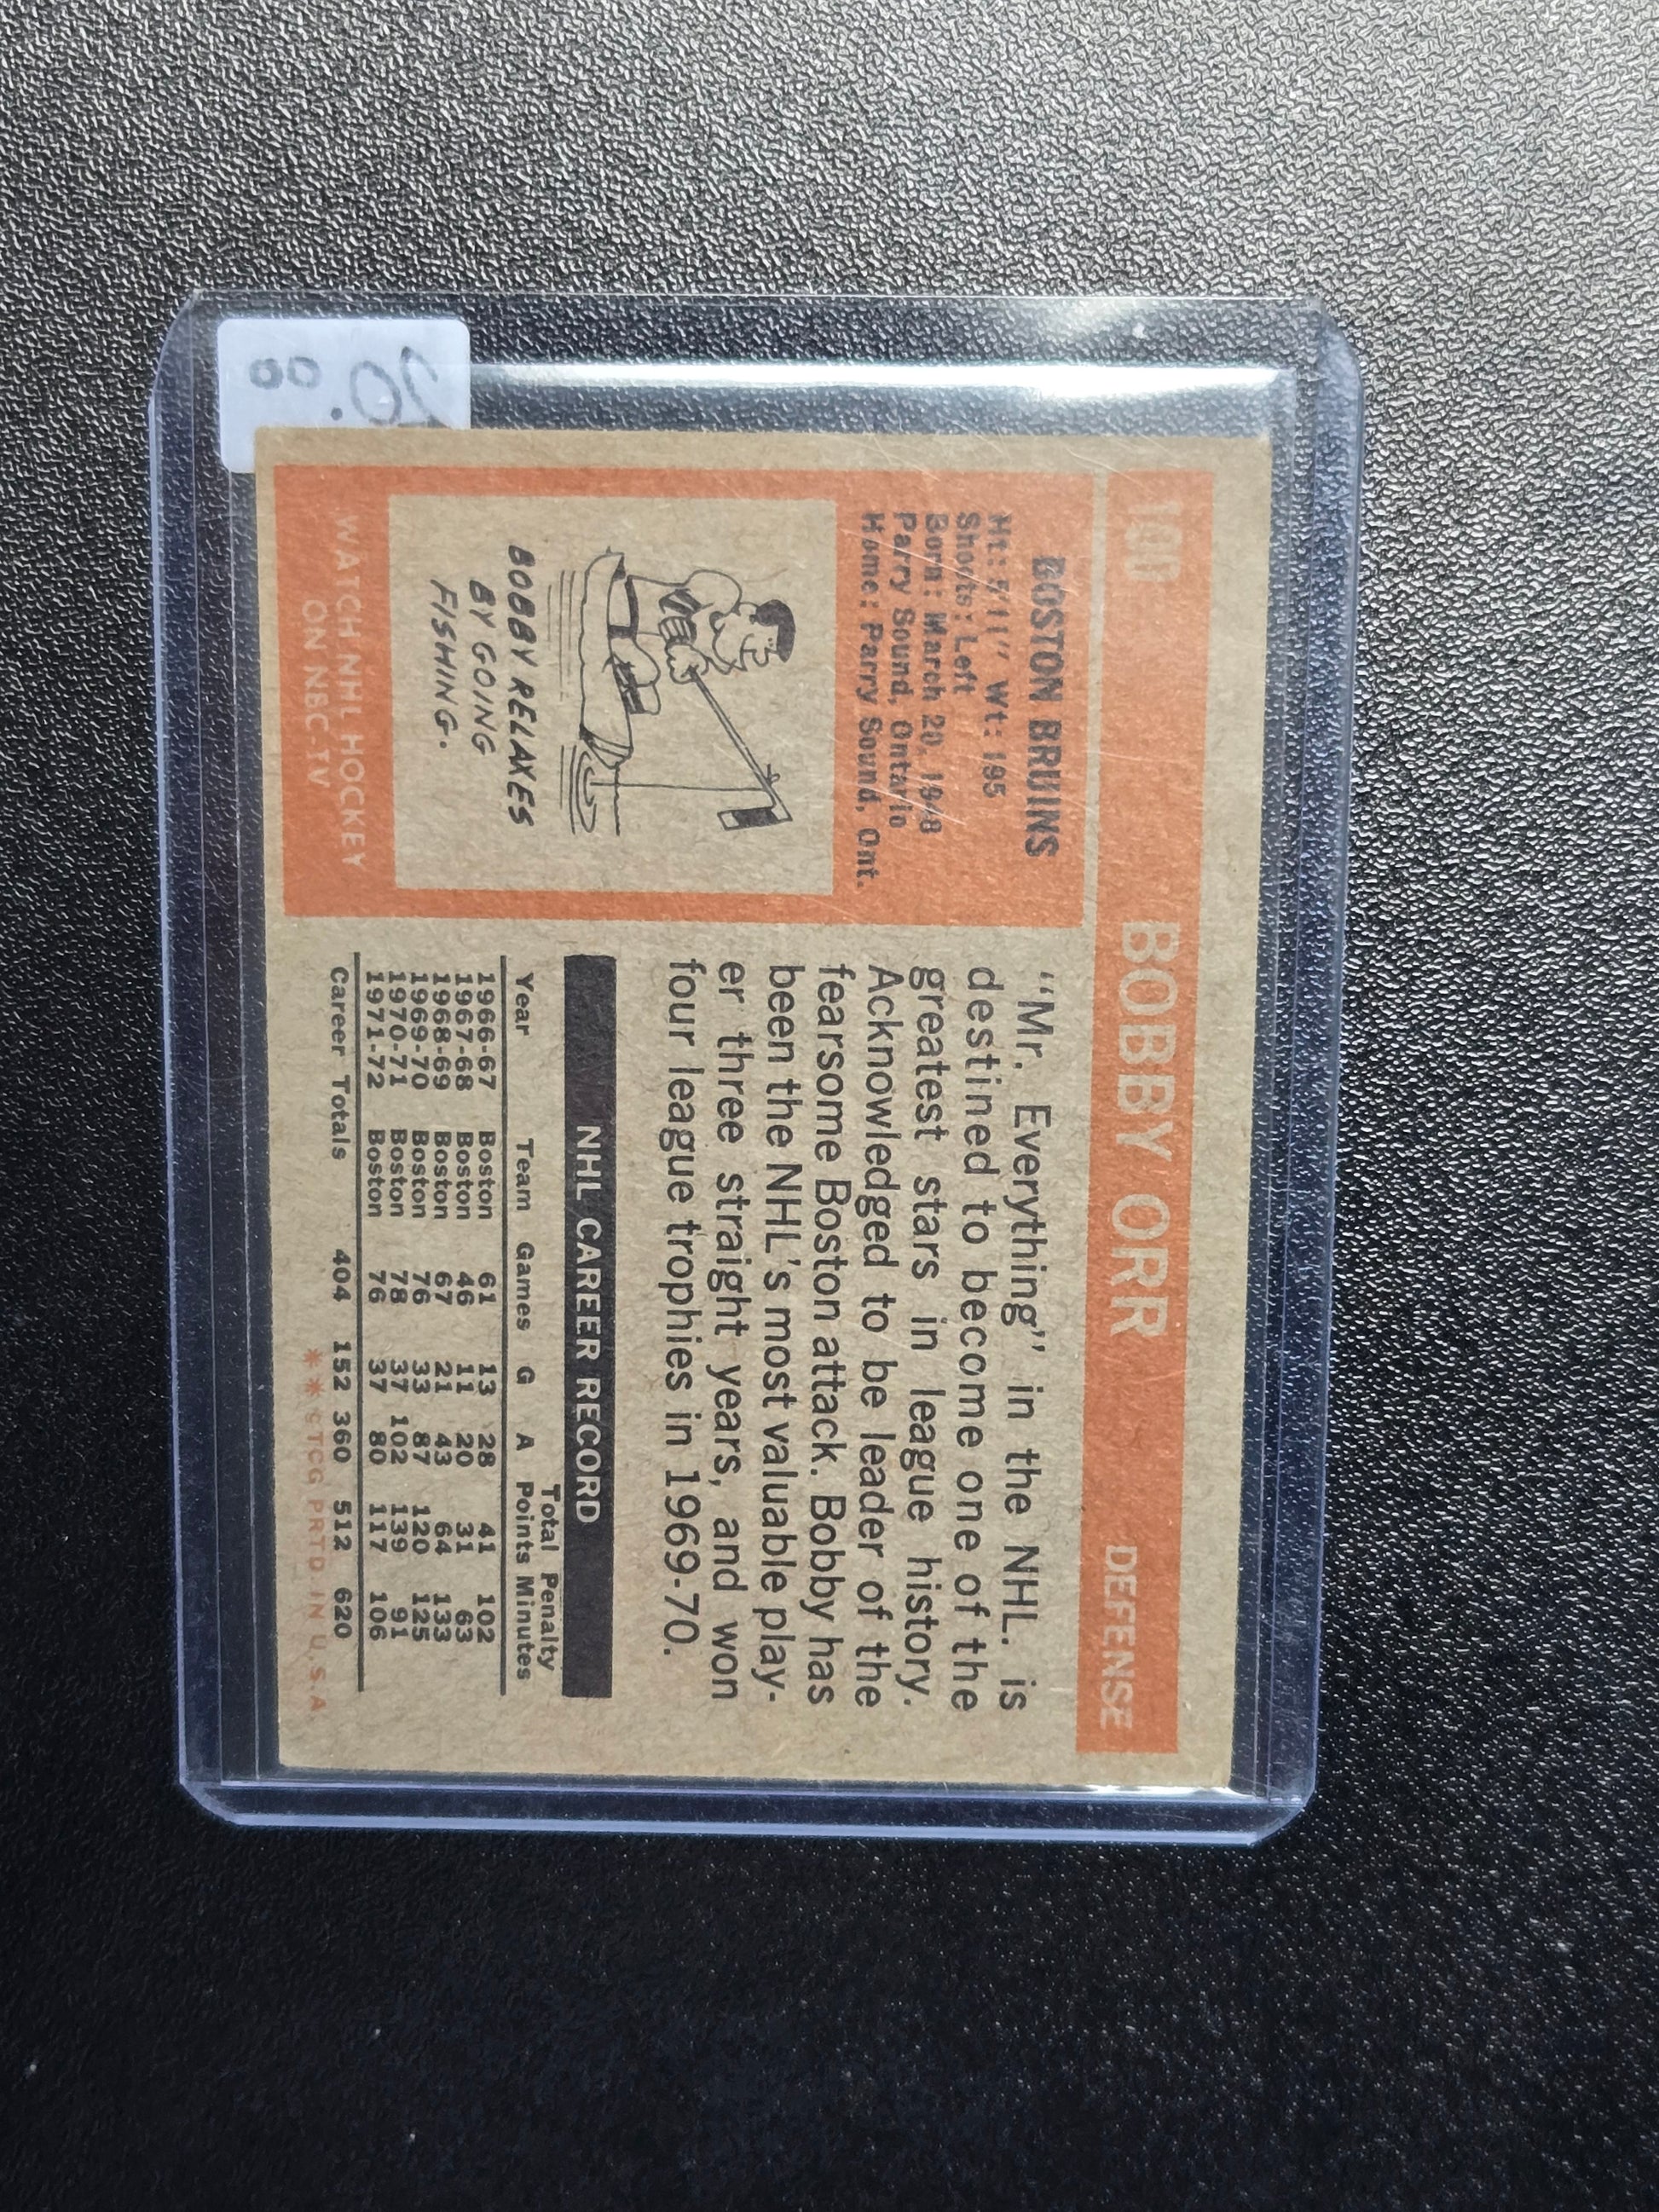 100 BOBBY ORR DEFENSE
BOSTON BRUINS
Ht: 5'11" Wt: 195
Shoots: Left
Born: March 20, 1948
Parry Sound, Ontario
Home: Parry Sound, Ont.
BOBBY RELAXES
BY GOING
FISHING.
WATCH NHL HOCKEY
ON NBC-TV
"Mr. Everything" in the NHL. is
destined to become one of the
greatest stars in league history.
Acknowledged to be leader of the
fearsome Boston attack. Bobby has
been the NHL's most valuable play-
er three straight years, and won
four league trophies in 1969-70.
NHL CAREER RECORD
Total Penalty
Year Team Games G A Points Minutes
1966-67 Boston 61 13 28 41 102
1967-68 Boston 46 11 20 31 63
1968-69 Boston 67 21 43 64 133
1969-70 Boston 76 33 87 120 125
1970-71 Boston 78 37 102 139 91
1971-72 Boston 76 37 80 117 106
Career Totals 404 152 360 512 620
** ©TCG PRTD IN U.S.A